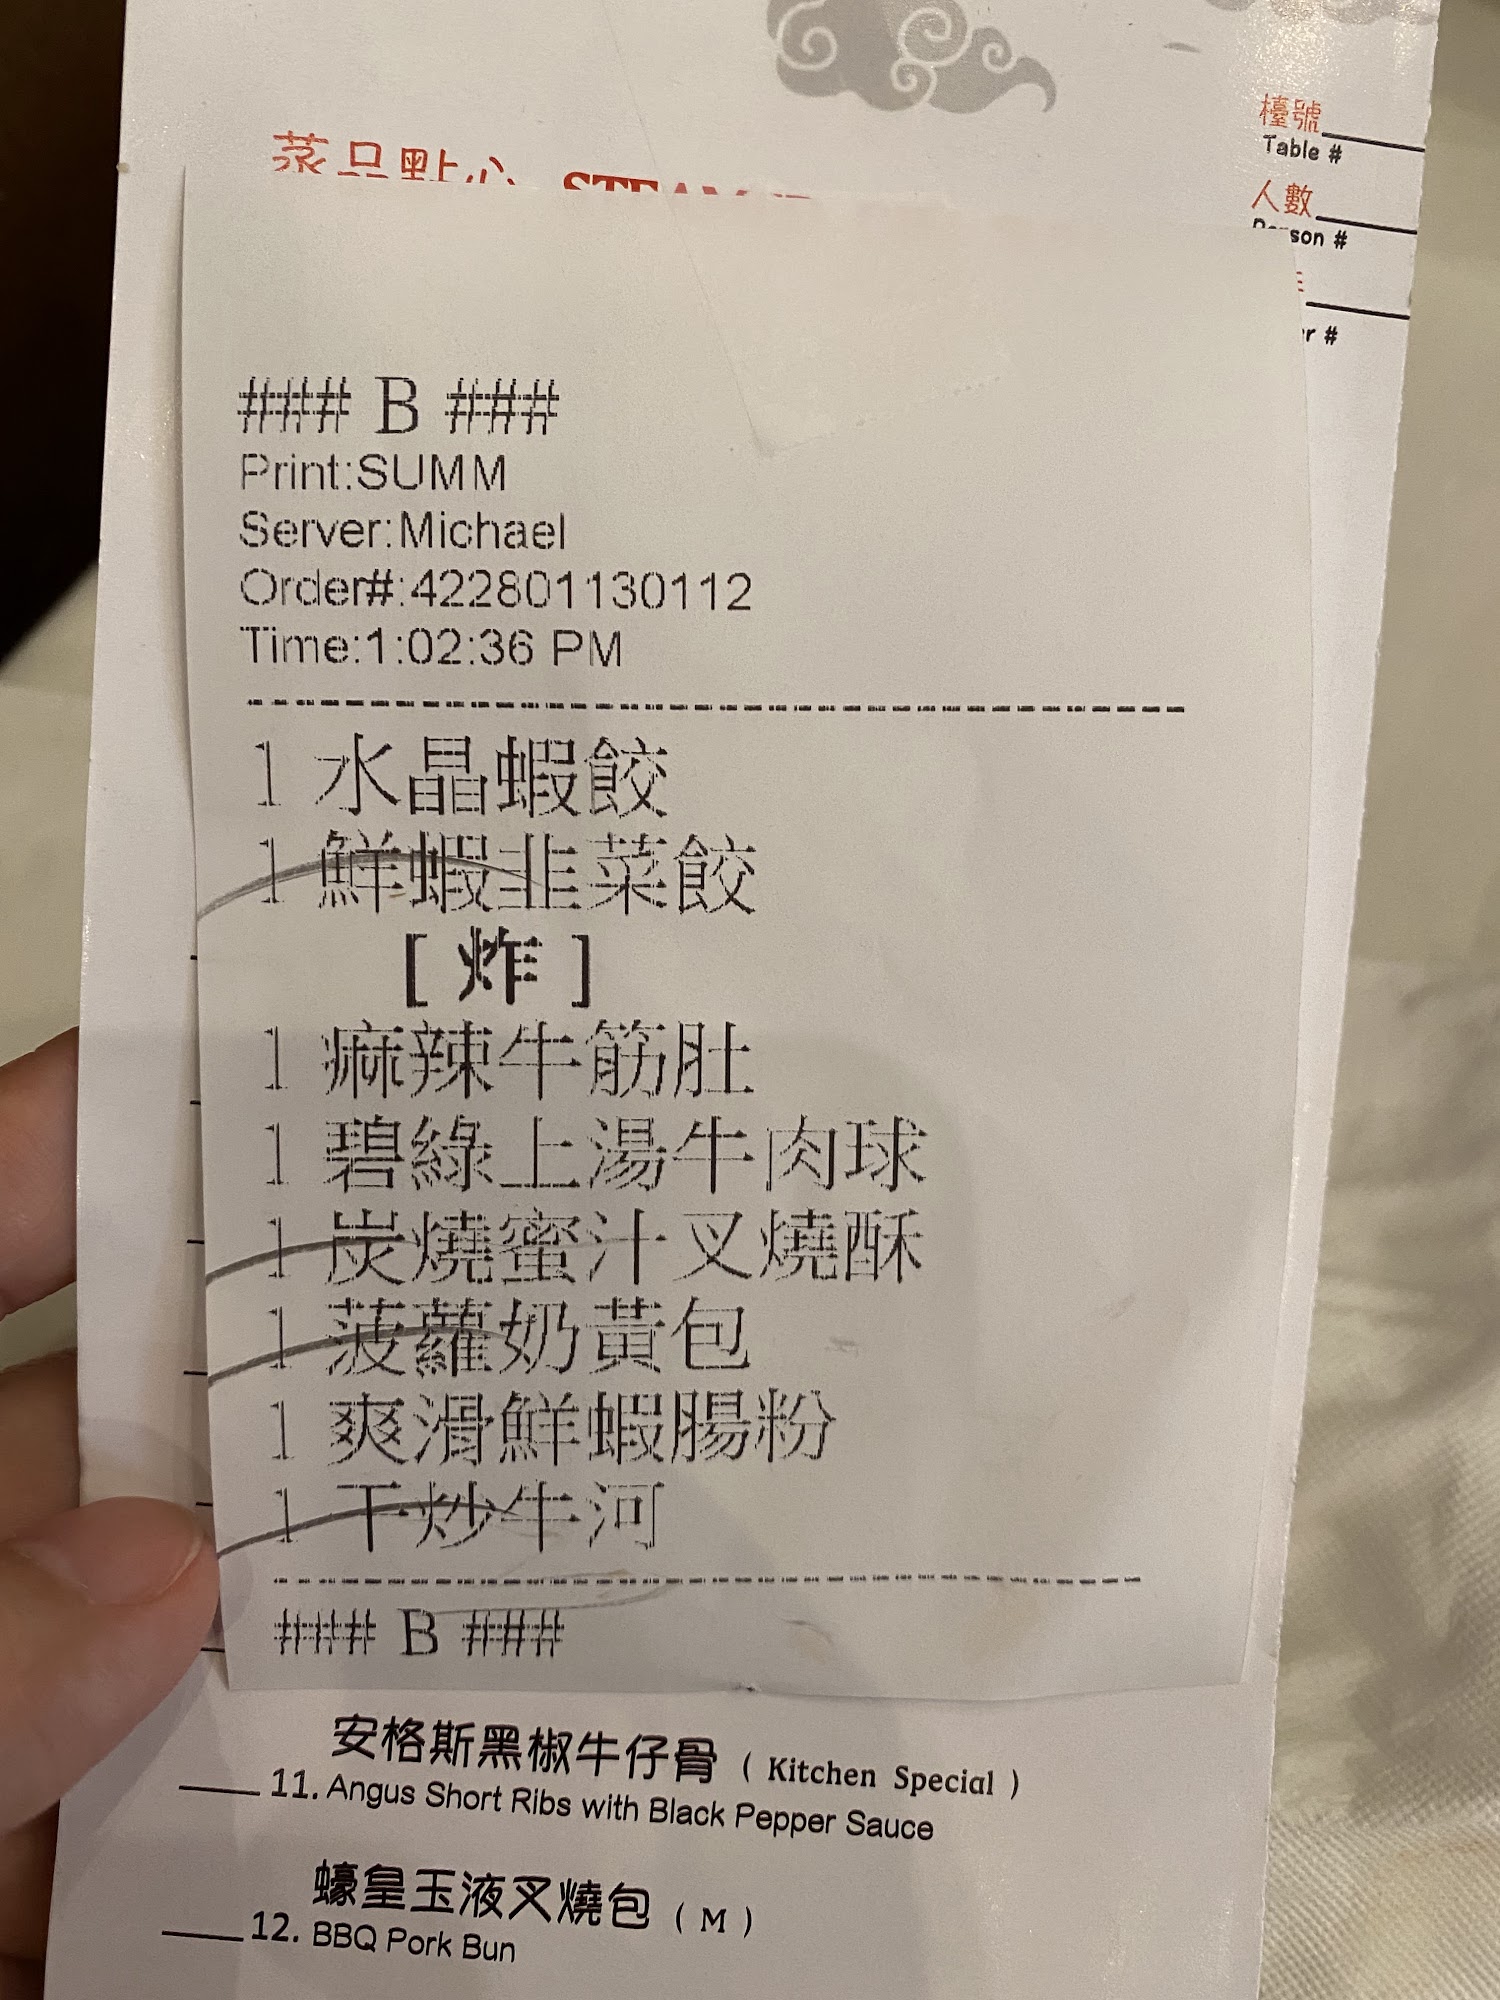 蒸 點心
檯號
Table #
人數
Person #
r #
### B ###
Print:SUMM
Server:Michael
Order#:422801130112
Time:1:02:36 PM
1 水晶蝦餃
1 鮮蝦韭菜餃
[ 炸 ]
1 麻辣牛筋肚
1 碧綠上湯牛肉球
1 炭燒蜜汁叉燒酥
1 菠蘿奶黃包
1 爽滑鮮蝦腸粉
1 干炒牛河
### B ###
安格斯黑椒牛仔骨 ( Kitchen Special )
11. Angus Short Ribs with Black Pepper Sauce
蠔皇玉液叉燒包 ( M )
12. BBQ Pork Bun